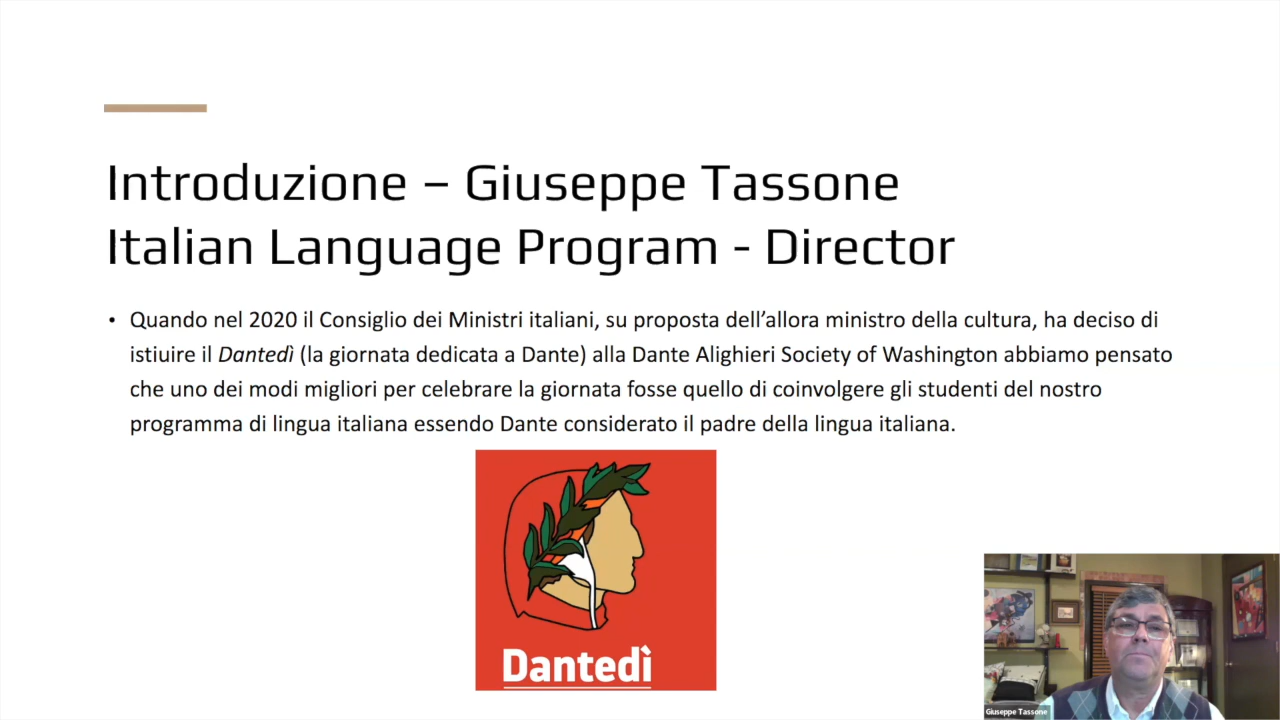 Introduzione – Giuseppe Tassone
Italian Language Program - Director
• Quando nel 2020 il Consiglio dei Ministri italiani, su proposta dell’allora ministro della cultura, ha deciso di
istiuire il Dantedì (la giornata dedicata a Dante) alla Dante Alighieri Society of Washington abbiamo pensato
che uno dei modi migliori per celebrare la giornata fosse quello di coinvolgere gli studenti del nostro
programma di lingua italiana essendo Dante considerato il padre della lingua italiana.
Dantedì
Giuseppe Tassone